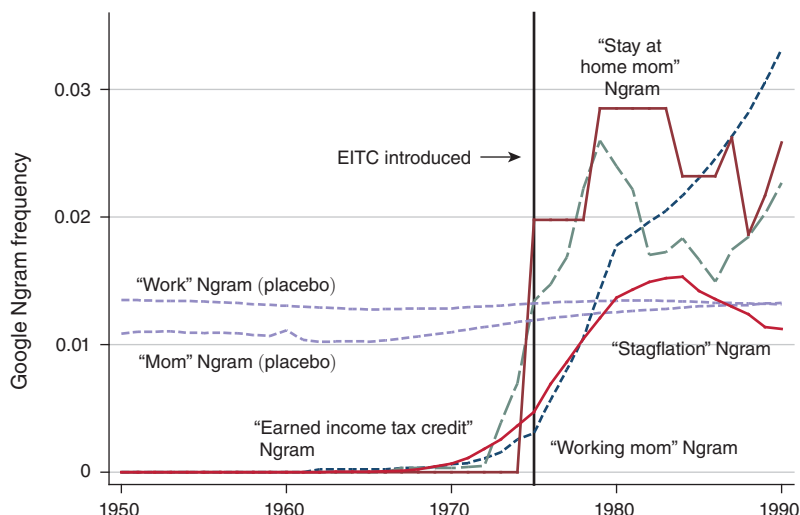 “Stay at
home mom”
Ngram
0.03
EITC introduced
Google Ngram frequency
0.02
“Work” Ngram (placebo)
0.01
“Mom” Ngram (placebo)
“Stagflation” Ngram
“Earned income tax credit”
Ngram
“Working mom” Ngram
0
1950
1960
1970
1980
1990